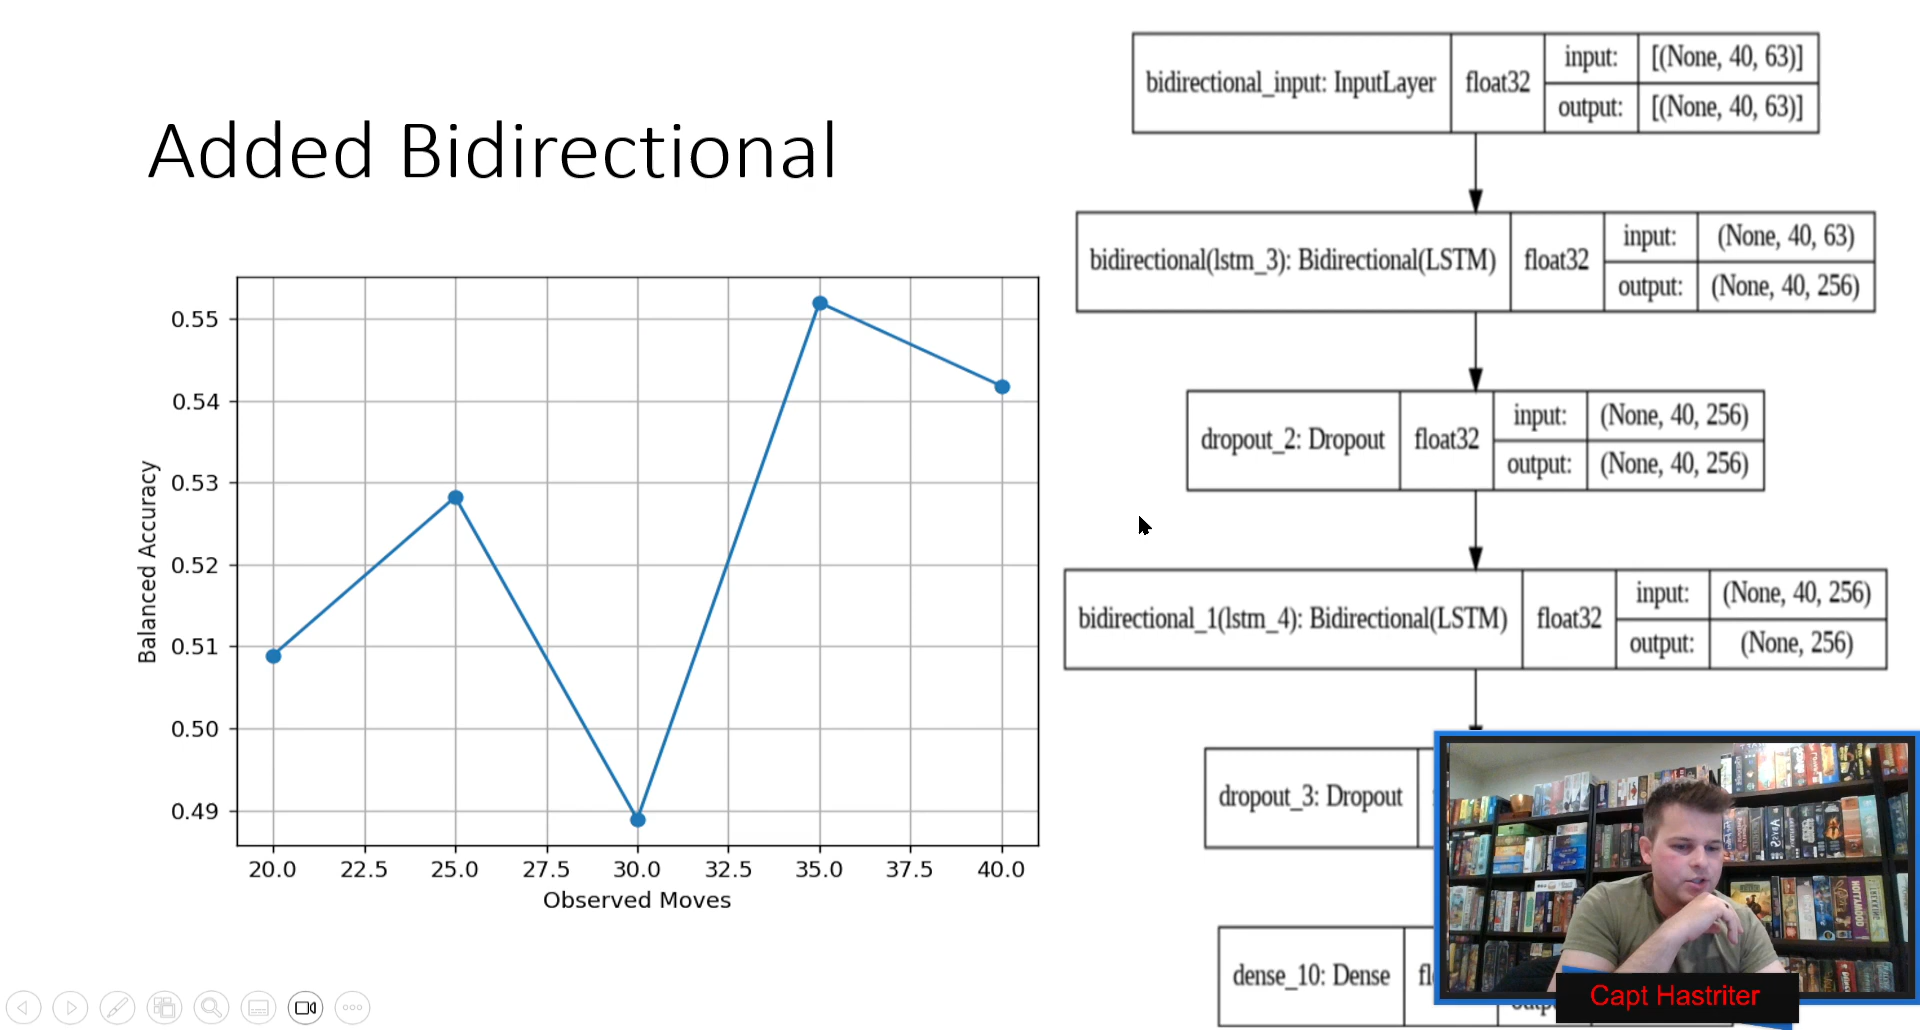 Added Bidirectional
0.55
0.54
0.53
0.52
0.51
0.50
0.49
Balanced Accuracy
20.0 22.5 25.0 27.5 30.0 32.5 35.0 37.5 40.0
Observed Moves
bidirectional_input: InputLayer float32 input: [(None, 40, 63)]
output: [(None, 40, 63)]
bidirectional(lstm_3): Bidirectional(LSTM) float32 input: (None, 40, 63)
output: (None, 40, 256)
dropout_2: Dropout float32 input: (None, 40, 256)
output: (None, 40, 256)
bidirectional_1(lstm_4): Bidirectional(LSTM) float32 input: (None, 40, 256)
output: (None, 256)
dropout_3: Dropout
dense_10: Dense
Capt Hastriter